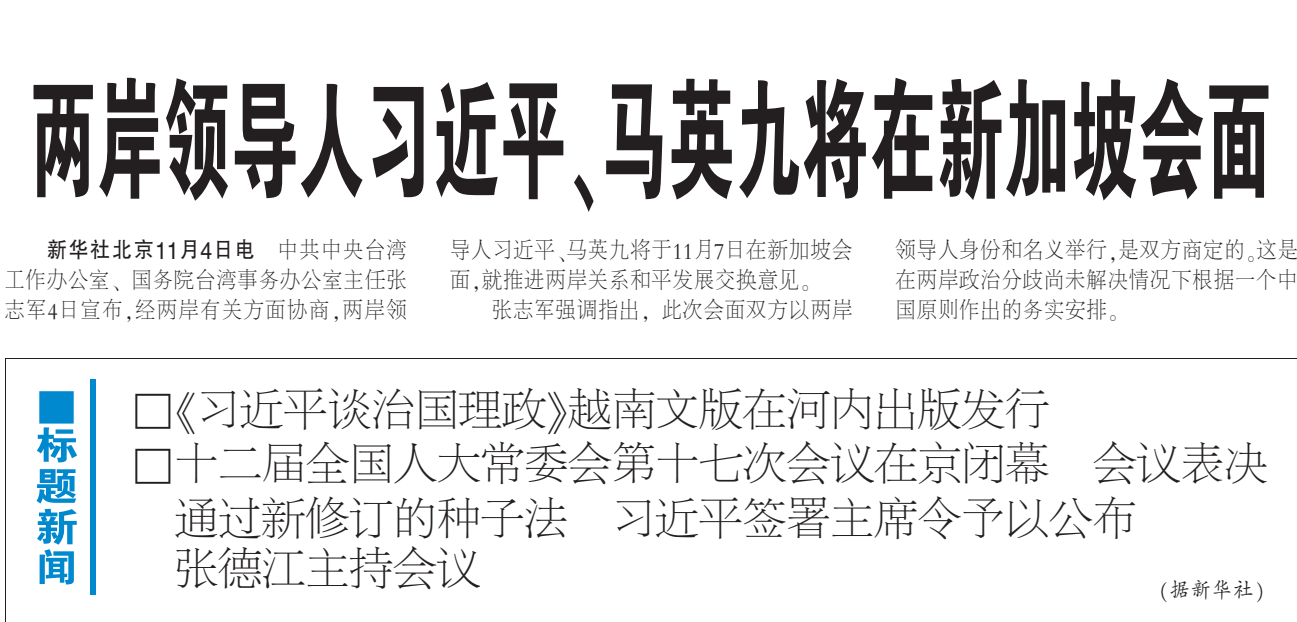 两岸领导人习近平、马英九将在新加坡会面
新华社北京11月4日电　中共中央台湾
工作办公室、国务院台湾事务办公室主任张
志军4日宣布,经两岸有关方面协商,两岸领
导人习近平、马英九将于11月7日在新加坡会
面,就推进两岸关系和平发展交换意见。
张志军强调指出，此次会面双方以两岸
领导人身份和名义举行,是双方商定的。这是
在两岸政治分歧尚未解决情况下根据一个中
国原则作出的务实安排。
■标题新闻
□《习近平谈治国理政》越南文版在河内出版发行
□十二届全国人大常委会第十七次会议在京闭幕　会议表决
通过新修订的种子法　习近平签署主席令予以公布
张德江主持会议
(据新华社)